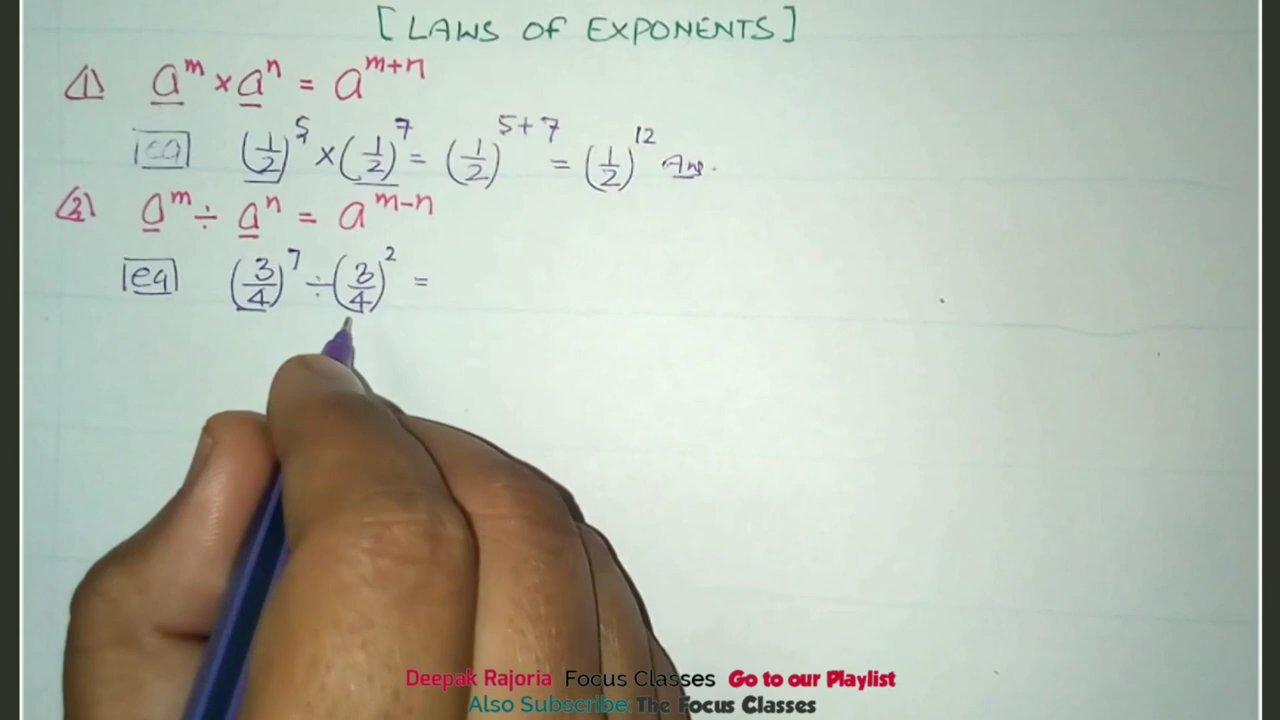 [LAWS OF EXPONENTS]
(1) a^m × a^n = a^(m+n)
eg (1/2)^5 × (1/2)^7 = (1/2)^(5+7) = (1/2)^12 Ans.
(2) a^m ÷ a^n = a^(m-n)
eg (3/4)^7 ÷ (3/4)^2 =
Deepak Rajoria Focus Classes Go to our Playlist
Also Subscribe: The Focus Classes